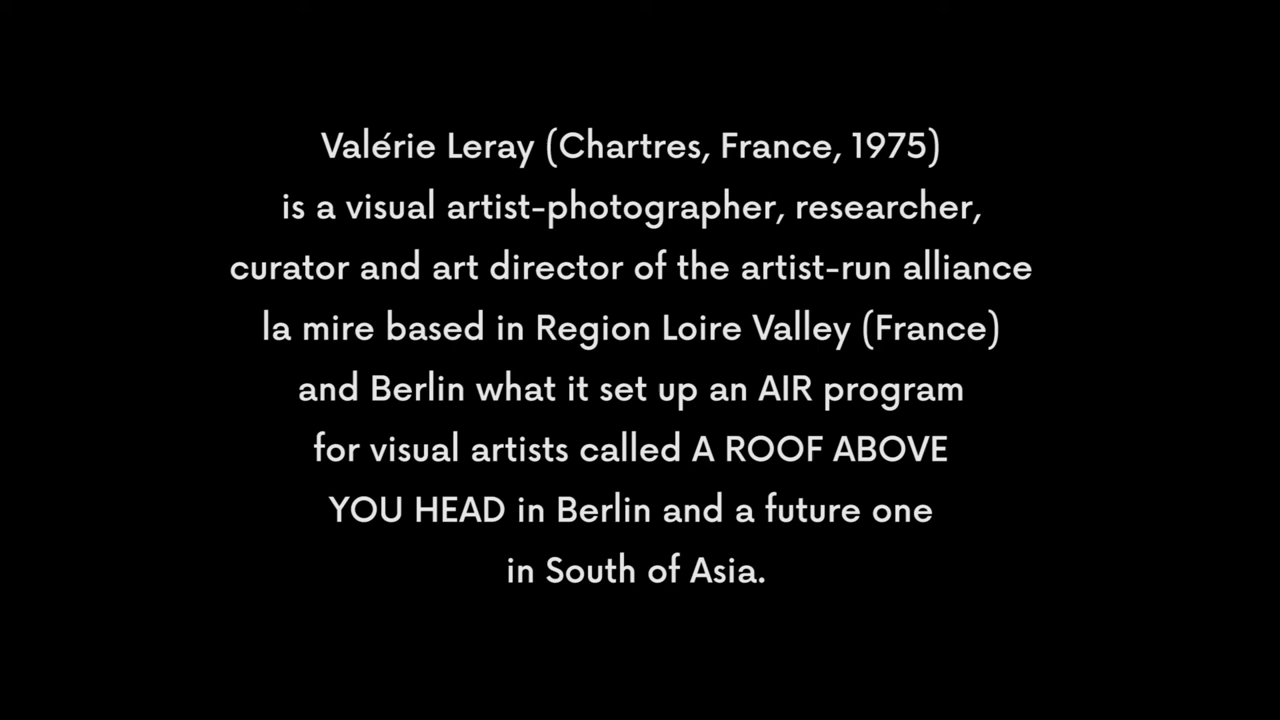 Valérie Leray (Chartres, France, 1975)
is a visual artist-photographer, researcher,
curator and art director of the artist-run alliance
la mire based in Region Loire Valley (France)
and Berlin what it set up an AIR program
for visual artists called A ROOF ABOVE
YOU HEAD in Berlin and a future one
in South of Asia.